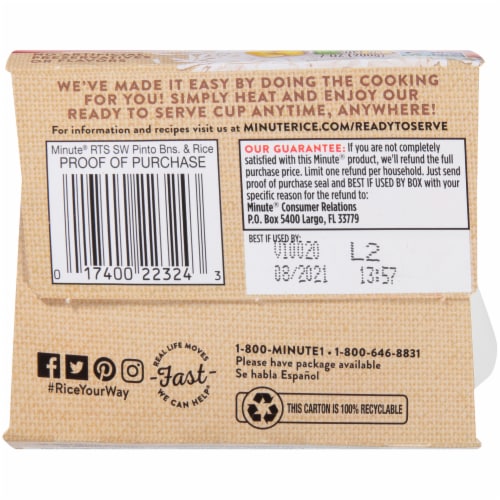 NO ARTIFICIAL
WE'VE MADE IT EASY BY DOING THE COOKING
FOR YOU! SIMPLY HEAT AND ENJOY OUR
READY TO SERVE CUP ANYTIME, ANYWHERE!
For information and recipes visit us at MINUTERICE.COM/READYTOSERVE
Minute® RTS SW Pinto Bns. & Rice
PROOF OF PURCHASE
0 17400 22324 3
OUR GUARANTEE: If you are not completely
satisfied with this Minute® product, we'll refund the full
purchase price. Limit one refund per household. Just send
proof of purchase seal and BEST IF USED BY BOX with your
specific reason for the refund to:
Minute® Consumer Relations
P.O. Box 5400 Largo, FL 33779
BEST IF USED BY:
V10020 L2
08/2021 13:57
#RiceYourWay
REAL LIFE MOVES
-Fast-
WE CAN HELP®
1-800-MINUTE1 • 1-800-646-8831
Please have package available
Se habla Español
THIS CARTON IS 100% RECYCLABLE